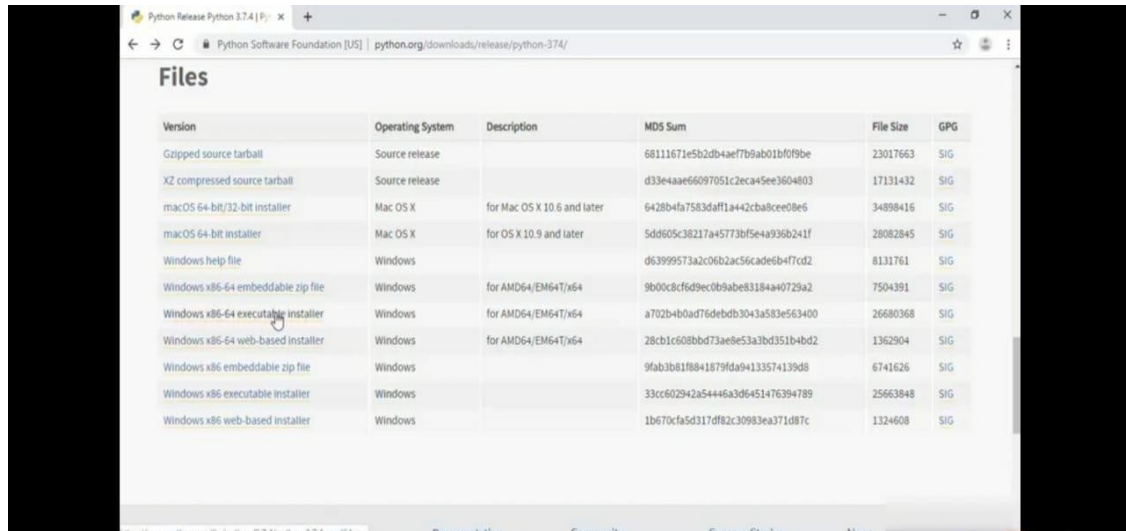 Python Release Python 3.7.4 | Py
Python Software Foundation [US] | python.org/downloads/release/python-374/
Files
Version Operating System Description MD5 Sum File Size GPG
Gzipped source tarball Source release 68111671e5b2db4aef7b9ab01bf0f9be 23017663 SIG
XZ compressed source tarball Source release d33e4aae66097051c2eca45ee3604803 17131432 SIG
macOS 64-bit/32-bit installer Mac OS X for Mac OS X 10.6 and later 6428b4fa7583daff1a442cba8cee08e6 34898416 SIG
macOS 64-bit installer Mac OS X for OS X 10.9 and later 5dd605c38217a45773bf5e4a936b241f 28082845 SIG
Windows help file Windows d63999573a2c06b2ac56cade6b4f7cd2 8131761 SIG
Windows x86-64 embeddable zip file Windows for AMD64/EM64T/x64 9b00c8cf6d9ec0b9abe83184a40729a2 7504391 SIG
Windows x86-64 executable installer Windows for AMD64/EM64T/x64 a702b4b0ad76debdb3043a583e563400 26680368 SIG
Windows x86-64 web-based installer Windows for AMD64/EM64T/x64 28cb1c608bbd73ae8e53a3bd351b4bd2 1362904 SIG
Windows x86 embeddable zip file Windows 9fab3b81f8841879fda94133574139d8 6741626 SIG
Windows x86 executable installer Windows 33cc602942a54446a3d6451476394789 25663848 SIG
Windows x86 web-based installer Windows 1b670cfa5d317df82c30983ea371d87c 1324608 SIG